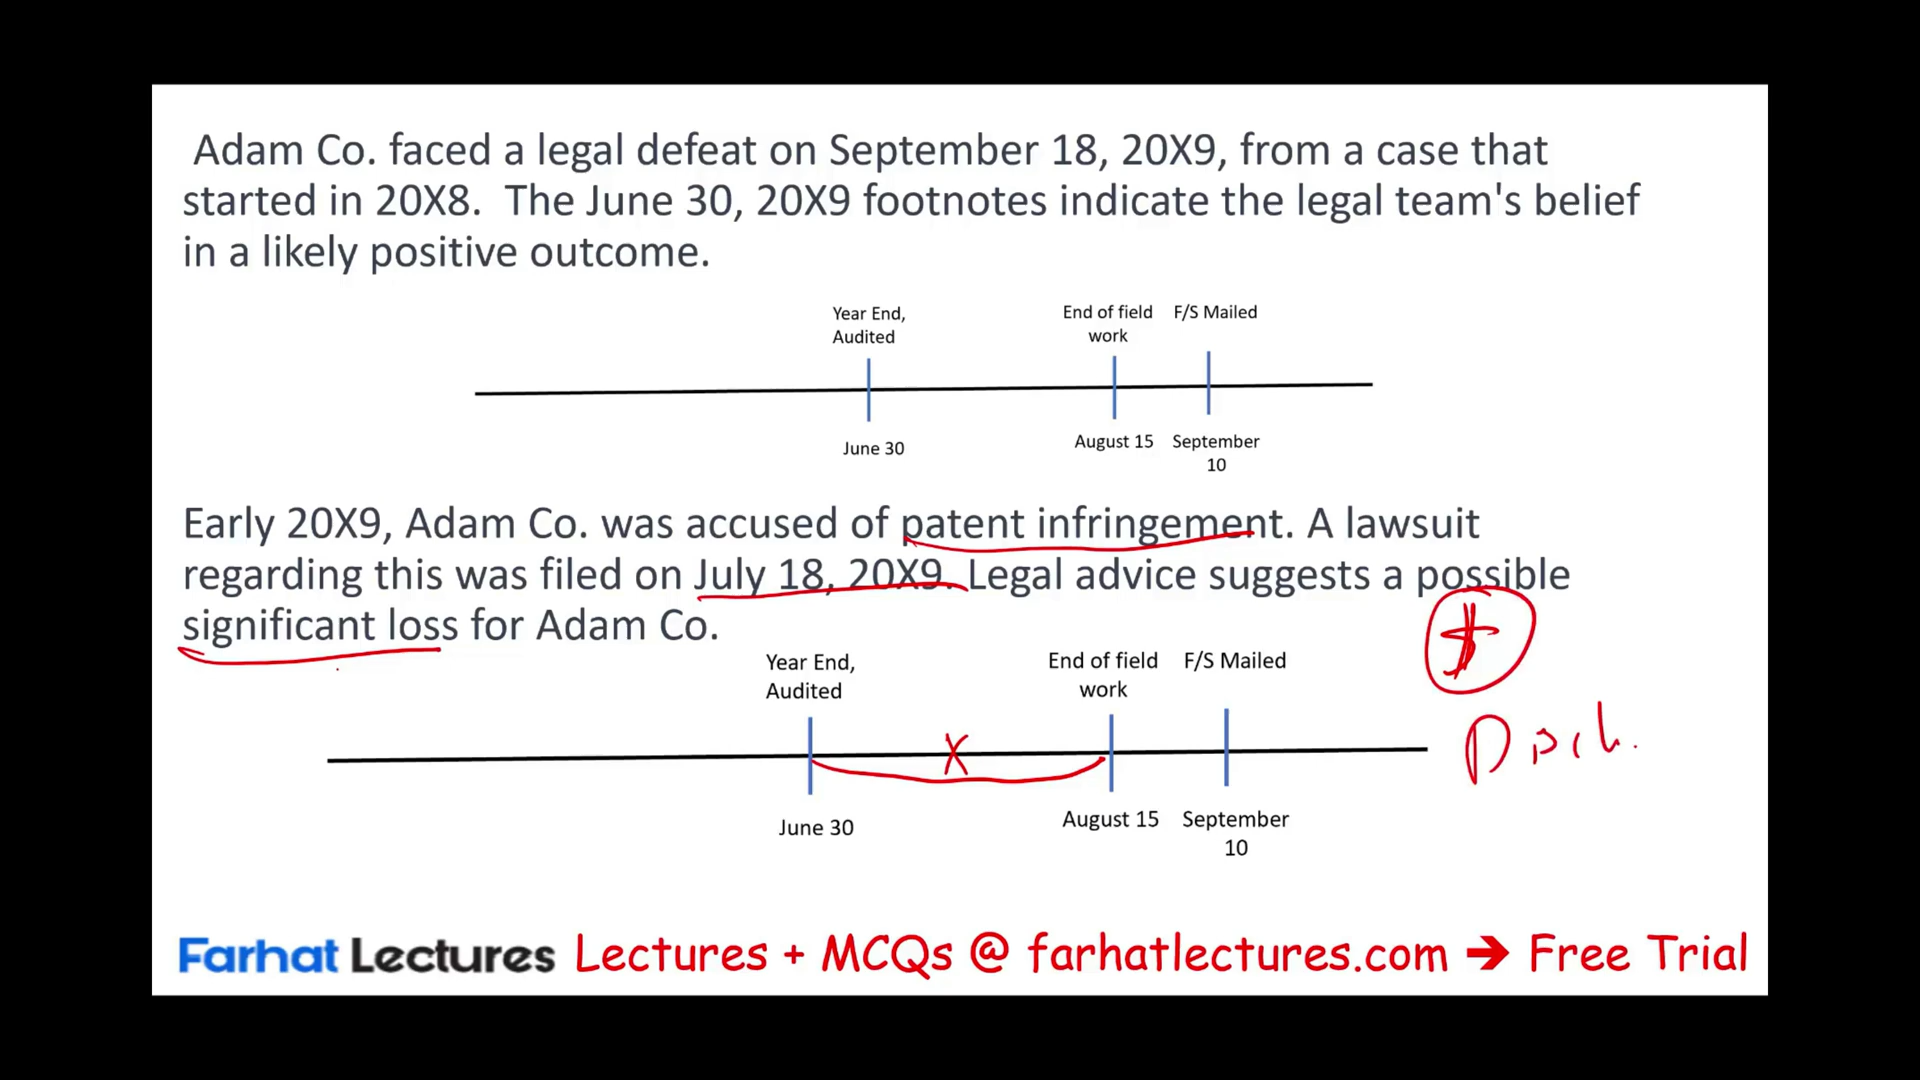 Adam Co. faced a legal defeat on September 18, 20X9, from a case that
started in 20X8. The June 30, 20X9 footnotes indicate the legal team's belief
in a likely positive outcome.
Year End,
Audited
End of field
work
F/S Mailed
June 30
August 15
September
10
Early 20X9, Adam Co. was accused of patent infringement. A lawsuit
regarding this was filed on July 18, 20X9. Legal advice suggests a possible
significant loss for Adam Co.
$
Year End,
Audited
End of field
work
F/S Mailed
X
June 30
August 15
September
10
Farhat Lectures Lectures + MCQs @ farhatlectures.com ➔ Free Trial